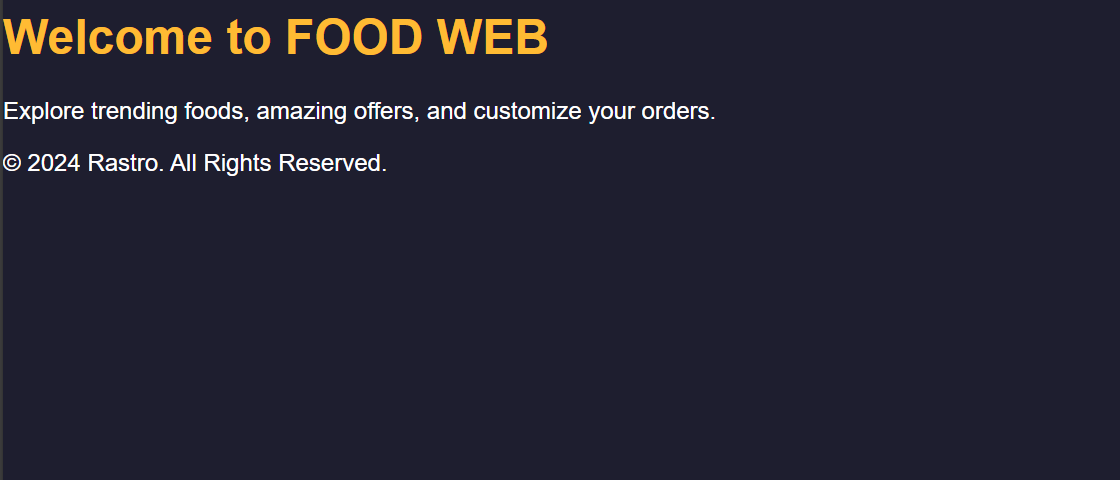 Welcome to FOOD WEB
Explore trending foods, amazing offers, and customize your orders.
© 2024 Rastro. All Rights Reserved.